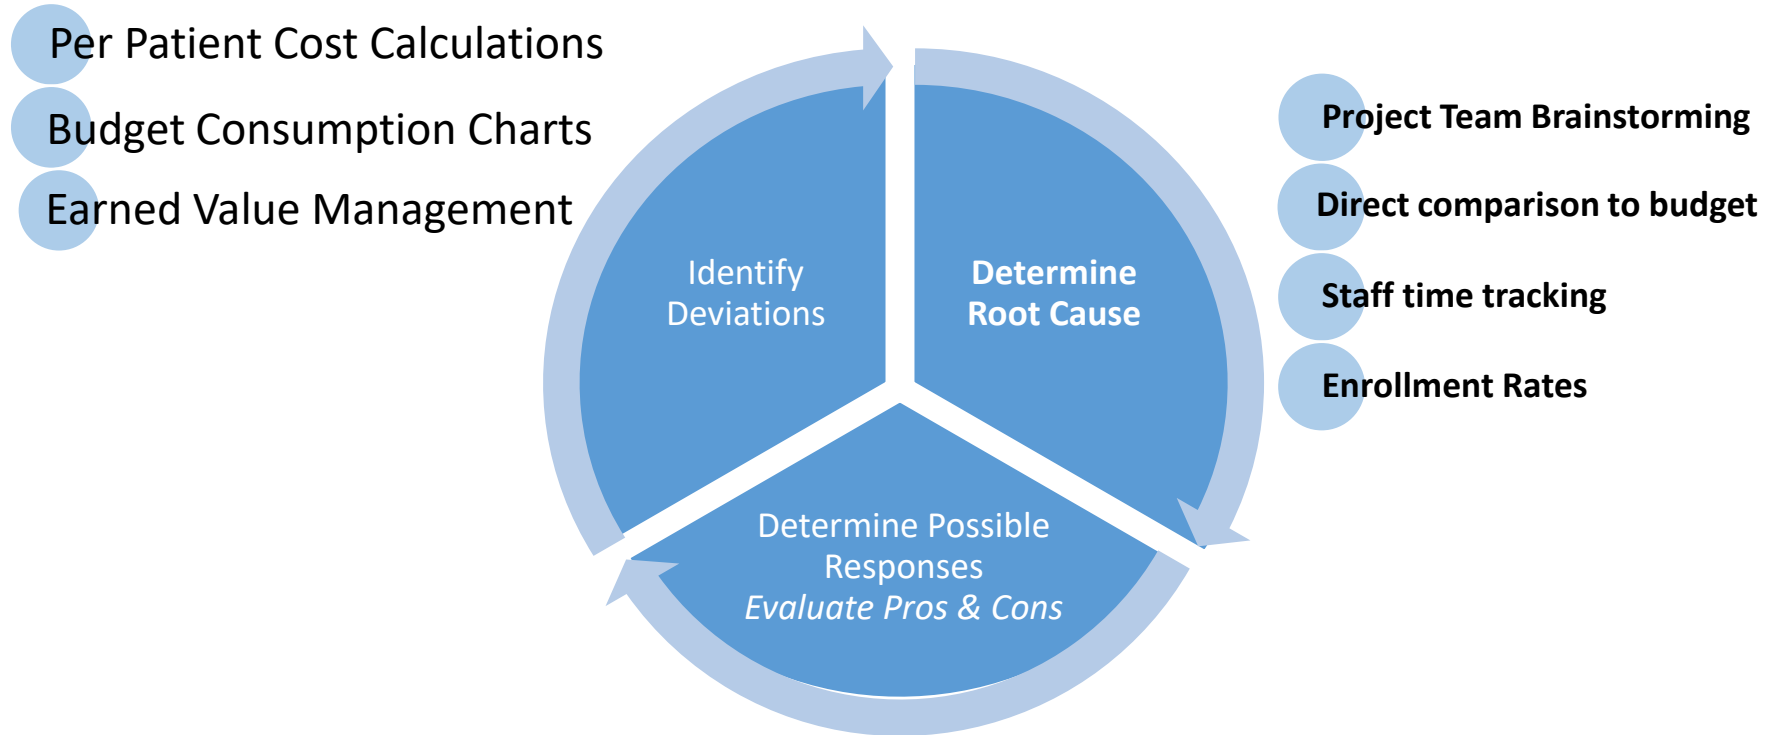 Per Patient Cost Calculations
Budget Consumption Charts
Earned Value Management
Identify
Deviations
Determine
Root Cause
Determine Possible
Responses
Evaluate Pros & Cons
Project Team Brainstorming
Direct comparison to budget
Staff time tracking
Enrollment Rates